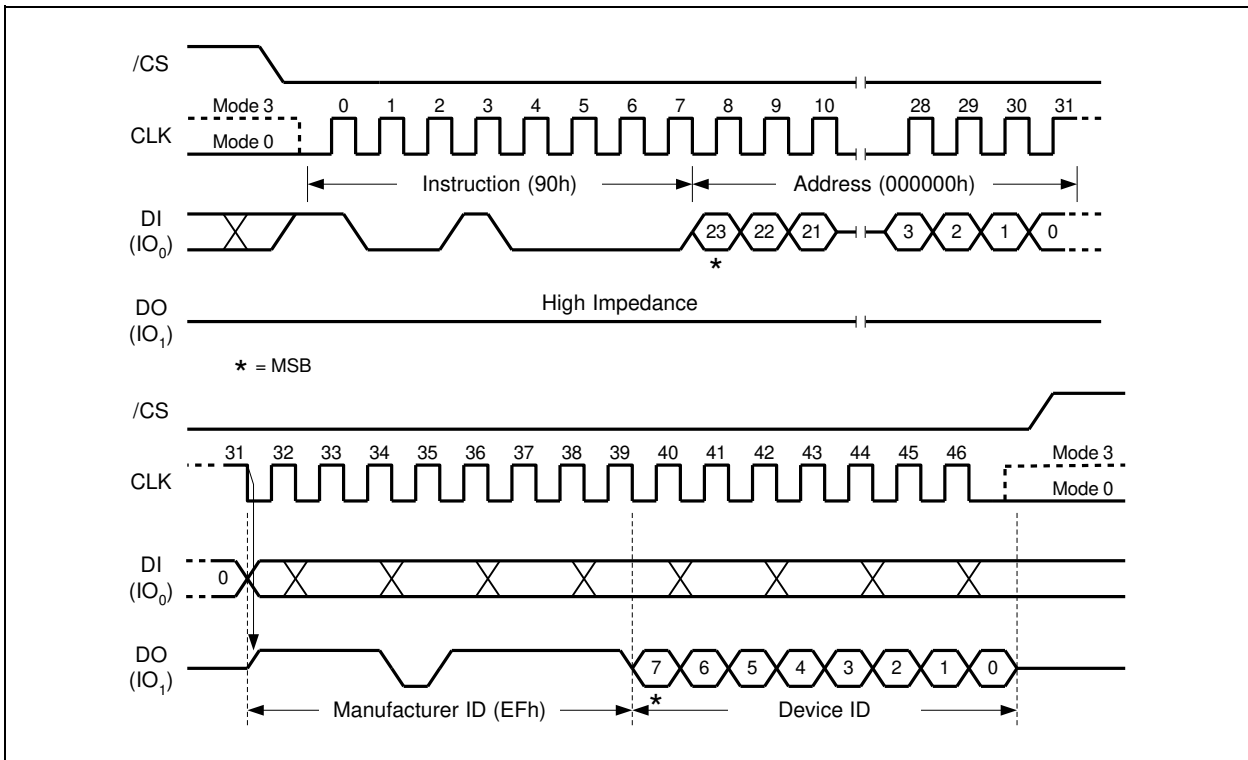 /CS
Mode 3 0 1 2 3 4 5 6 7 8 9 10 28 29 30 31
CLK
Mode 0
Instruction (90h) Address (000000h)
DI
(IO0) 23 22 21 3 2 1 0
*
High Impedance
DO
(IO1)
* = MSB
/CS
31 32 33 34 35 36 37 38 39 40 41 42 43 44 45 46 Mode 3
CLK
Mode 0
DI
(IO0) 0
DO
(IO1) 7 6 5 4 3 2 1 0
*
Manufacturer ID (EFh) Device ID